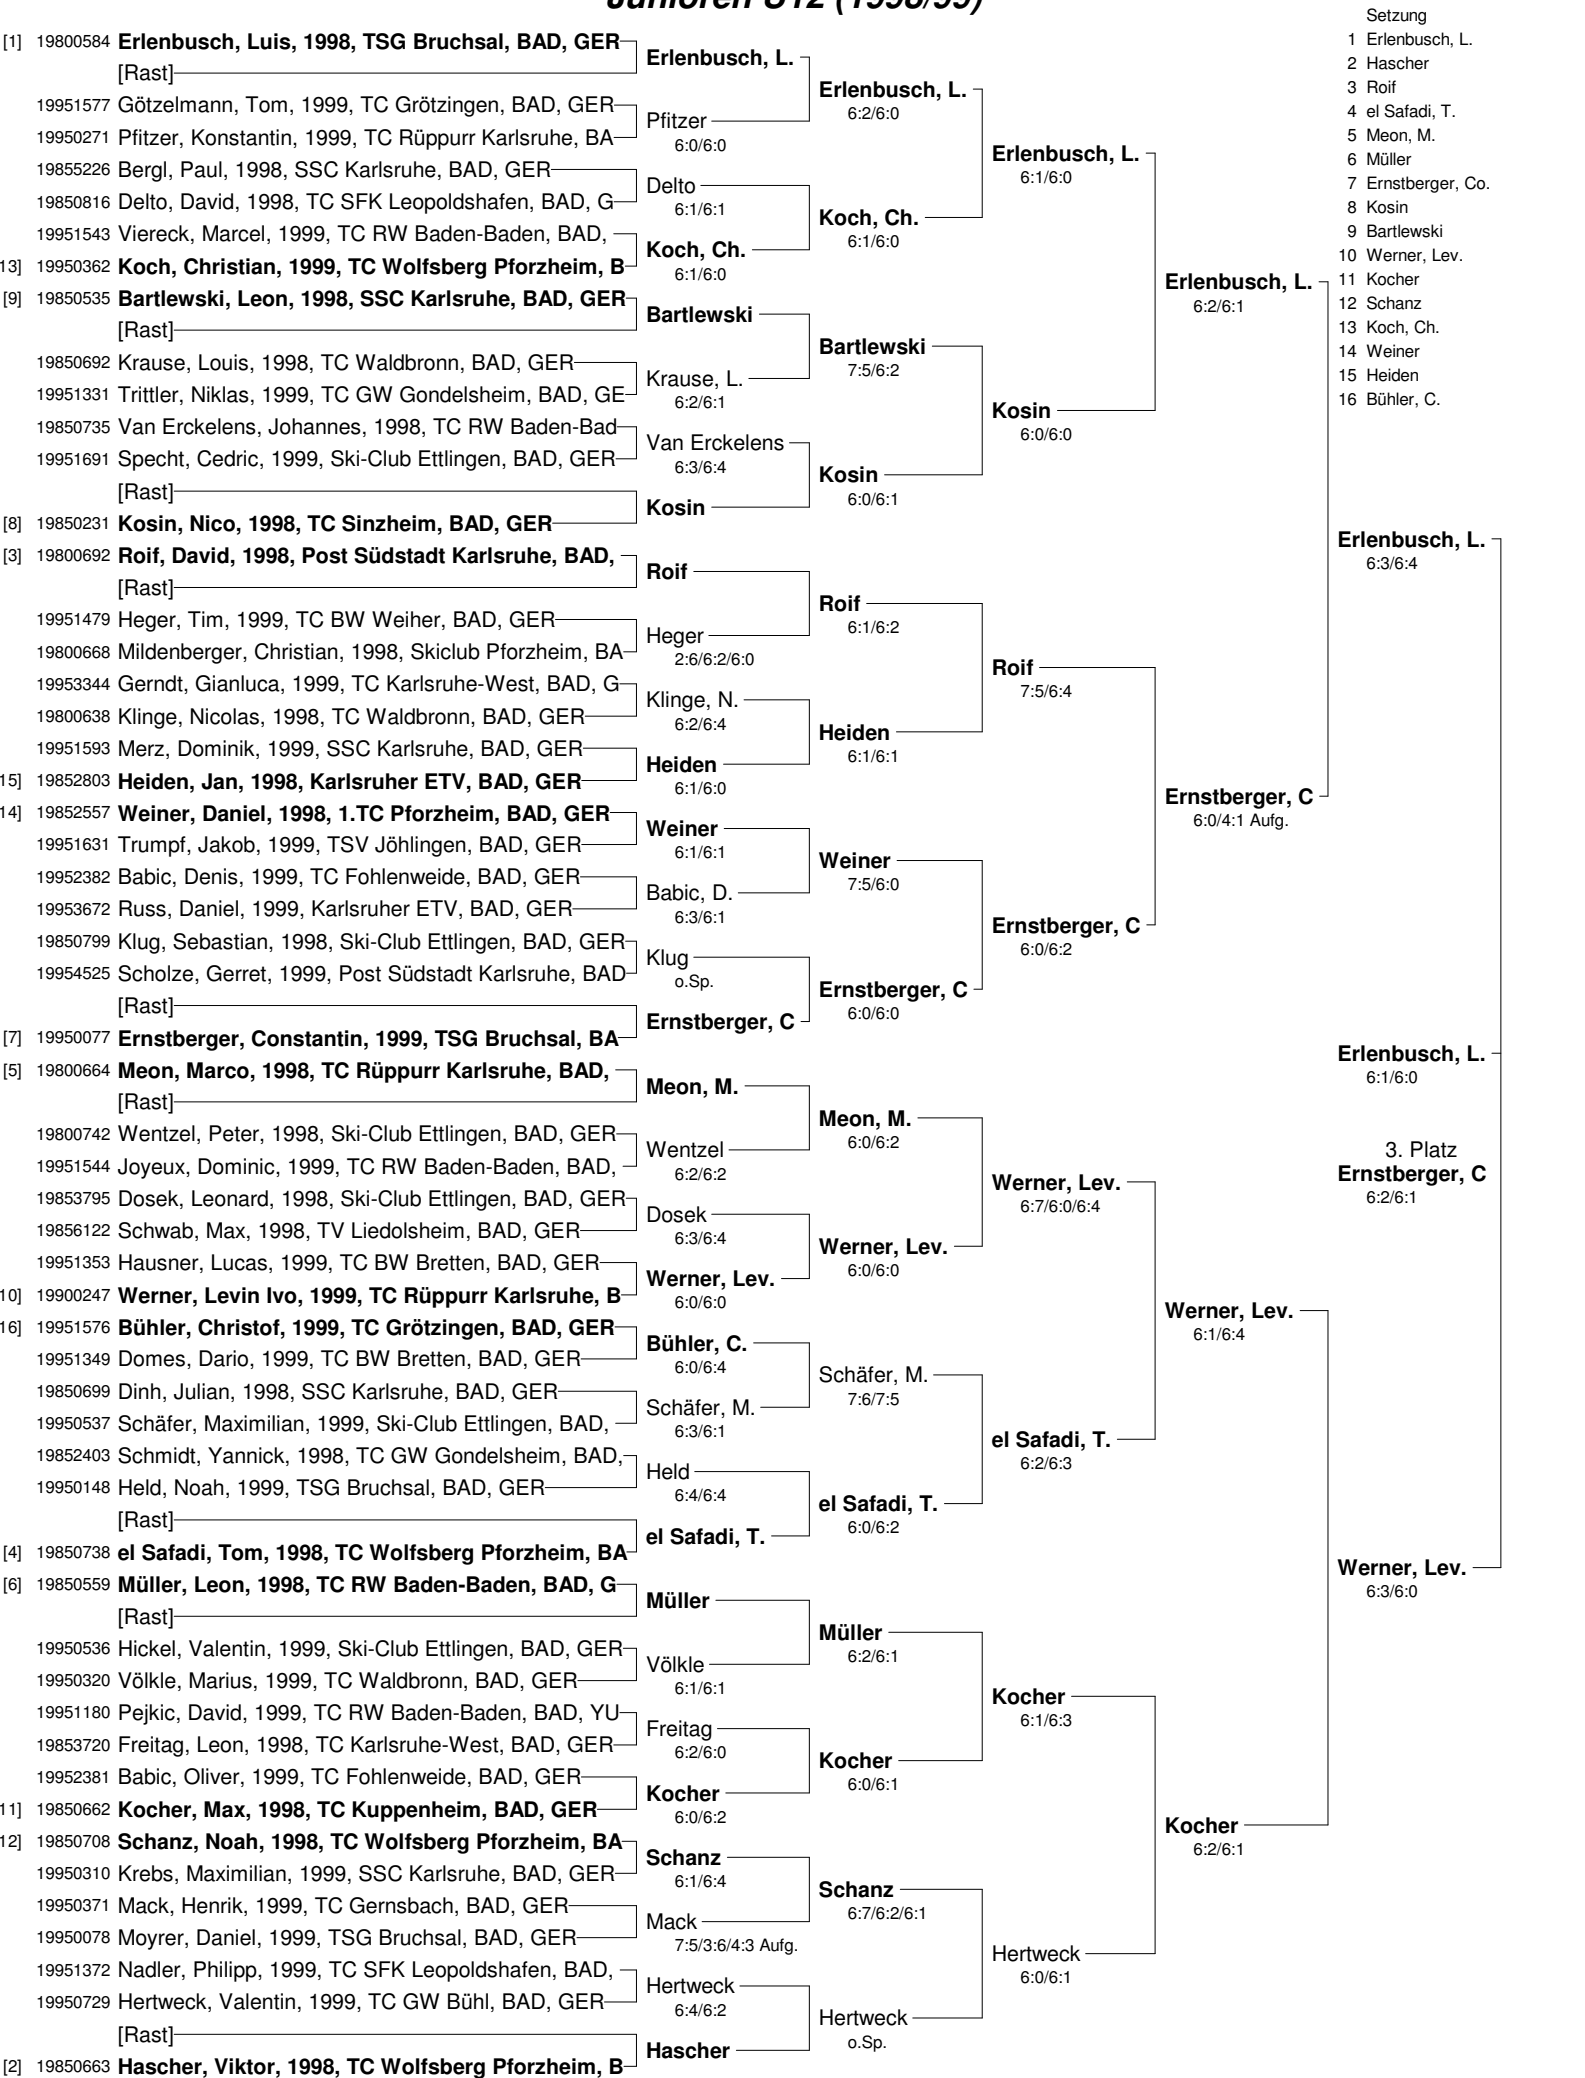 Junioren U12 (1998/99)
Setzung
1 Erlenbusch, L.
2 Hascher
3 Roif
4 el Safadi, T.
5 Meon, M.
6 Müller
7 Ernstberger, Co.
8 Kosin
9 Bartlewski
10 Werner, Lev.
11 Kocher
12 Schanz
13 Koch, Ch.
14 Weiner
15 Heiden
16 Bühler, C.
[1] 19800584 Erlenbusch, Luis, 1998, TSG Bruchsal, BAD, GER
[Rast]
19951577 Götzelmann, Tom, 1999, TC Grötzingen, BAD, GER
19950271 Pfitzer, Konstantin, 1999, TC Rüppurr Karlsruhe, BA
19855226 Bergl, Paul, 1998, SSC Karlsruhe, BAD, GER
19850816 Delto, David, 1998, TC SFK Leopoldshafen, BAD, G
19951543 Viereck, Marcel, 1999, TC RW Baden-Baden, BAD,
13] 19950362 Koch, Christian, 1999, TC Wolfsberg Pforzheim, B
[9] 19850535 Bartlewski, Leon, 1998, SSC Karlsruhe, BAD, GER
[Rast]
19850692 Krause, Louis, 1998, TC Waldbronn, BAD, GER
19951331 Trittler, Niklas, 1999, TC GW Gondelsheim, BAD, GE
19850735 Van Erckelens, Johannes, 1998, TC RW Baden-Bad
19951691 Specht, Cedric, 1999, Ski-Club Ettlingen, BAD, GER
[Rast]
[8] 19850231 Kosin, Nico, 1998, TC Sinzheim, BAD, GER
[3] 19800692 Roif, David, 1998, Post Südstadt Karlsruhe, BAD,
[Rast]
19951479 Heger, Tim, 1999, TC BW Weiher, BAD, GER
19800668 Mildenberger, Christian, 1998, Skiclub Pforzheim, BA
19953344 Gerndt, Gianluca, 1999, TC Karlsruhe-West, BAD, G
19800638 Klinge, Nicolas, 1998, TC Waldbronn, BAD, GER
19951593 Merz, Dominik, 1999, SSC Karlsruhe, BAD, GER
15] 19852803 Heiden, Jan, 1998, Karlsruher ETV, BAD, GER
14] 19852557 Weiner, Daniel, 1998, 1.TC Pforzheim, BAD, GER
19951631 Trumpf, Jakob, 1999, TSV Jöhlingen, BAD, GER
19952382 Babic, Denis, 1999, TC Fohlenweide, BAD, GER
19953672 Russ, Daniel, 1999, Karlsruher ETV, BAD, GER
19850799 Klug, Sebastian, 1998, Ski-Club Ettlingen, BAD, GER
19954525 Scholze, Gerret, 1999, Post Südstadt Karlsruhe, BAD
[Rast]
[7] 19950077 Ernstberger, Constantin, 1999, TSG Bruchsal, BA
[5] 19800664 Meon, Marco, 1998, TC Rüppurr Karlsruhe, BAD,
[Rast]
19800742 Wentzel, Peter, 1998, Ski-Club Ettlingen, BAD, GER
19951544 Joyeux, Dominic, 1999, TC RW Baden-Baden, BAD,
19853795 Dosek, Leonard, 1998, Ski-Club Ettlingen, BAD, GER
19856122 Schwab, Max, 1998, TV Liedolsheim, BAD, GER
19951353 Hausner, Lucas, 1999, TC BW Bretten, BAD, GER
10] 19900247 Werner, Levin Ivo, 1999, TC Rüppurr Karlsruhe, B
16] 19951576 Bühler, Christof, 1999, TC Grötzingen, BAD, GER
19951349 Domes, Dario, 1999, TC BW Bretten, BAD, GER
19850699 Dinh, Julian, 1998, SSC Karlsruhe, BAD, GER
19950537 Schäfer, Maximilian, 1999, Ski-Club Ettlingen, BAD,
19852403 Schmidt, Yannick, 1998, TC GW Gondelsheim, BAD,
19950148 Held, Noah, 1999, TSG Bruchsal, BAD, GER
[Rast]
[4] 19850738 el Safadi, Tom, 1998, TC Wolfsberg Pforzheim, BA
[6] 19850559 Müller, Leon, 1998, TC RW Baden-Baden, BAD, G
[Rast]
19950536 Hickel, Valentin, 1999, Ski-Club Ettlingen, BAD, GER
19950320 Völkle, Marius, 1999, TC Waldbronn, BAD, GER
19951180 Pejkic, David, 1999, TC RW Baden-Baden, BAD, YU
19853720 Freitag, Leon, 1998, TC Karlsruhe-West, BAD, GER
19952381 Babic, Oliver, 1999, TC Fohlenweide, BAD, GER
11] 19850662 Kocher, Max, 1998, TC Kuppenheim, BAD, GER
12] 19850708 Schanz, Noah, 1998, TC Wolfsberg Pforzheim, BA
19950310 Krebs, Maximilian, 1999, SSC Karlsruhe, BAD, GER
19950371 Mack, Henrik, 1999, TC Gernsbach, BAD, GER
19950078 Moyrer, Daniel, 1999, TSG Bruchsal, BAD, GER
19951372 Nadler, Philipp, 1999, TC SFK Leopoldshafen, BAD,
19950729 Hertweck, Valentin, 1999, TC GW Bühl, BAD, GER
[Rast]
[2] 19850663 Hascher, Viktor, 1998, TC Wolfsberg Pforzheim, B
Erlenbusch, L.
Pfitzer
6:0/6:0
Delto
6:1/6:1
Koch, Ch.
6:1/6:0
Bartlewski
Krause, L.
6:2/6:1
Van Erckelens
6:3/6:4
Kosin
Roif
Heger
2:6/6:2/6:0
Klinge, N.
6:2/6:4
Heiden
6:1/6:0
Weiner
6:1/6:1
Babic, D.
6:3/6:1
Klug
o.Sp.
Ernstberger, C
Meon, M.
Wentzel
6:2/6:2
Dosek
6:3/6:4
Werner, Lev.
6:0/6:0
Bühler, C.
6:0/6:4
Schäfer, M.
6:3/6:1
Held
6:4/6:4
el Safadi, T.
Müller
Völkle
6:1/6:1
Freitag
6:2/6:0
Kocher
6:0/6:2
Schanz
6:1/6:4
Mack
7:5/3:6/4:3 Aufg.
Hertweck
6:4/6:2
Hascher
Erlenbusch, L.
6:2/6:0
Koch, Ch.
6:1/6:0
Bartlewski
7:5/6:2
Kosin
6:0/6:1
Roif
6:1/6:2
Heiden
6:1/6:1
Weiner
7:5/6:0
Ernstberger, C
6:0/6:0
Meon, M.
6:0/6:2
Werner, Lev.
6:0/6:0
Schäfer, M.
7:6/7:5
el Safadi, T.
6:0/6:2
Müller
6:2/6:1
Kocher
6:0/6:1
Schanz
6:7/6:2/6:1
Hertweck
o.Sp.
Erlenbusch, L.
6:1/6:0
Kosin
6:0/6:0
Roif
7:5/6:4
Ernstberger, C
6:0/6:2
Werner, Lev.
6:7/6:0/6:4
el Safadi, T.
6:2/6:3
Kocher
6:1/6:3
Hertweck
6:0/6:1
Erlenbusch, L.
6:2/6:1
Ernstberger, C
6:0/4:1 Aufg.
Werner, Lev.
6:1/6:4
Kocher
6:2/6:1
Erlenbusch, L.
6:3/6:4
Erlenbusch, L.
6:1/6:0
3. Platz
Ernstberger, C
6:2/6:1
Werner, Lev.
6:3/6:0